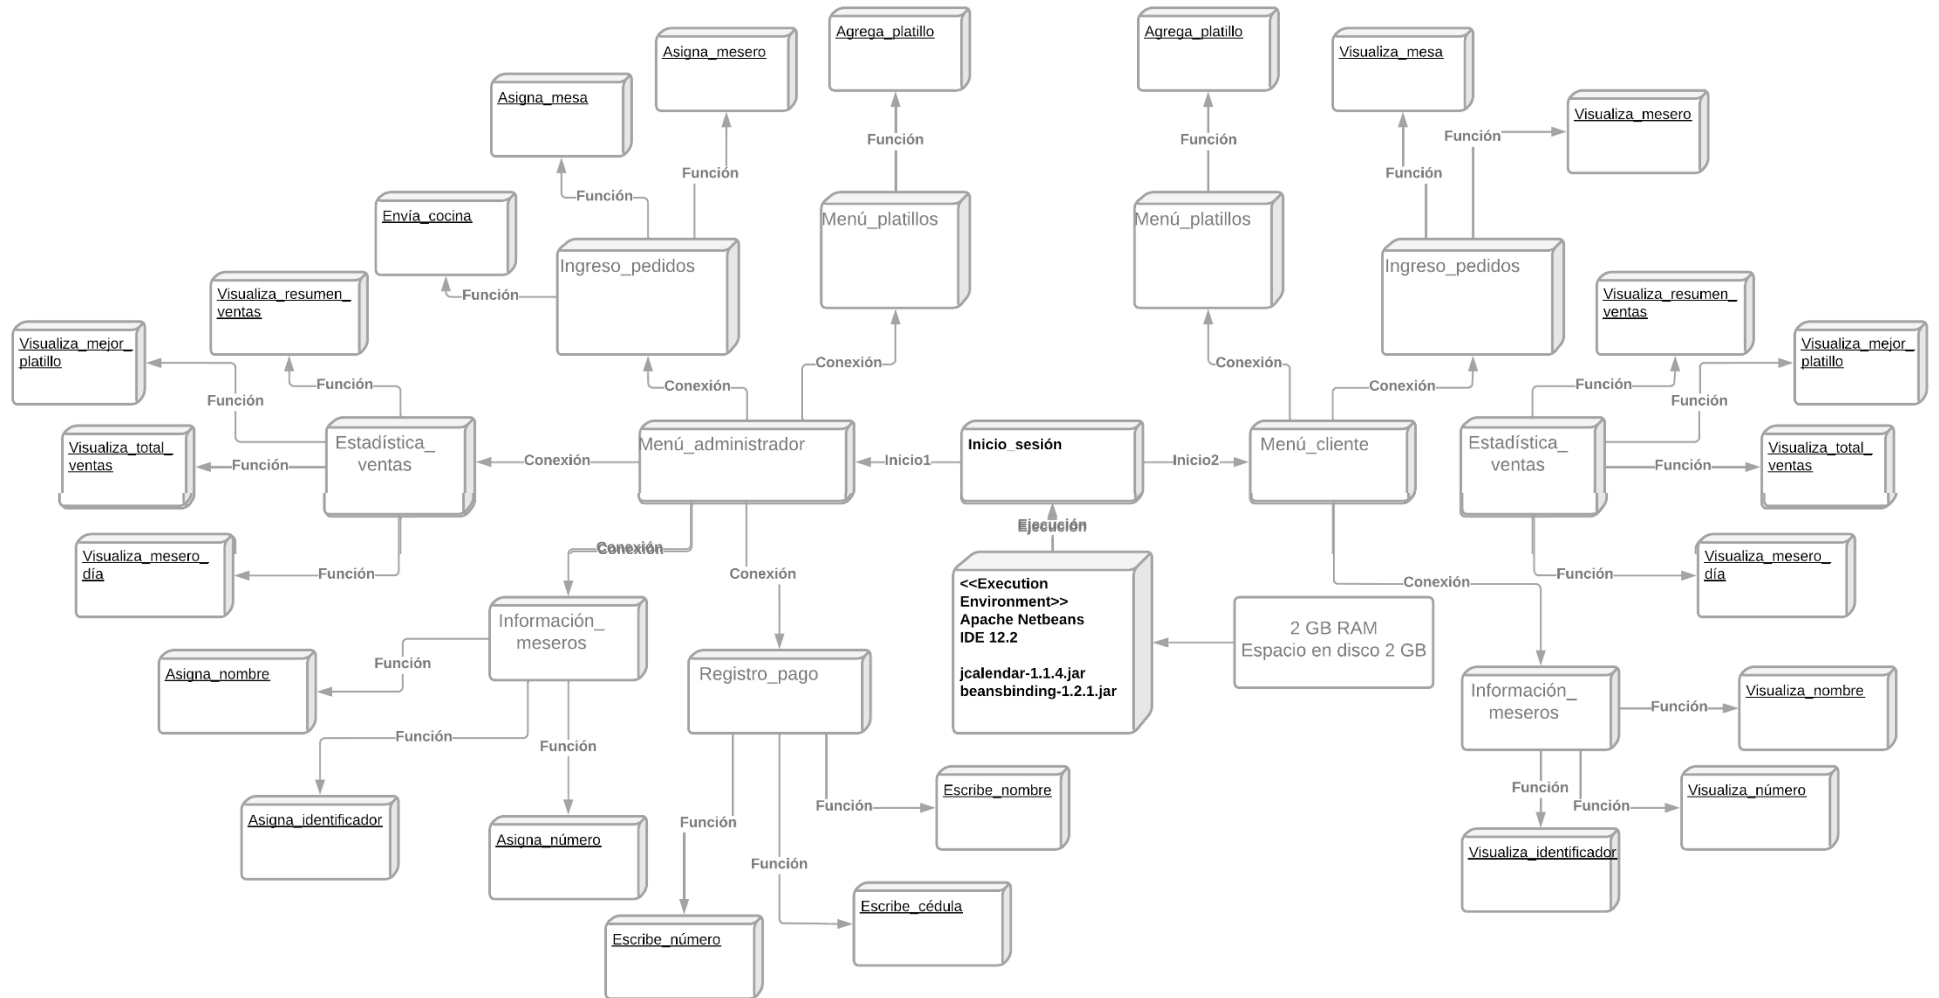 Agrega_platillo
Agrega_platillo
Asigna_mesero
Visualiza_mesa
Asigna_mesa
Visualiza_mesero
Función
Función
Función
Función
Función
Función
Función
Envía_cocina
Menú_platillos
Menú_platillos
Ingreso_pedidos
Ingreso_pedidos
Función
Visualiza_resumen_
ventas
Visualiza_resumen_
ventas
Visualiza_mejor_
platillo
Visualiza_mejor_
platillo
Conexión
Conexión
Función
Conexión
Conexión
Función
Función
Función
Estadística_
ventas
Menú_administrador
Inicio_sesión
Menú_cliente
Estadística_
ventas
Visualiza_total_
ventas
Visualiza_total_
ventas
Función
Conexión
Inicio1
Inicio2
Función
Ejecución
Ejecución
Conexión
Conexión
Visualiza_mesero_
día
Visualiza_mesero_
día
Función
Conexión
Conexión
Función
<<Execution
Environment>>
Apache Netbeans
IDE 12.2
jcalendar-1.1.4.jar
beansbinding-1.2.1.jar
2 GB RAM
Espacio en disco 2 GB
Información_
meseros
Función
Asigna_nombre
Registro_pago
Información_
meseros
Visualiza_nombre
Función
Función
Función
Función
Función
Visualiza_número
Escribe_nombre
Función
Función
Asigna_identificador
Función
Asigna_número
Visualiza_identificador
Función
Escribe_cédula
Escribe_número